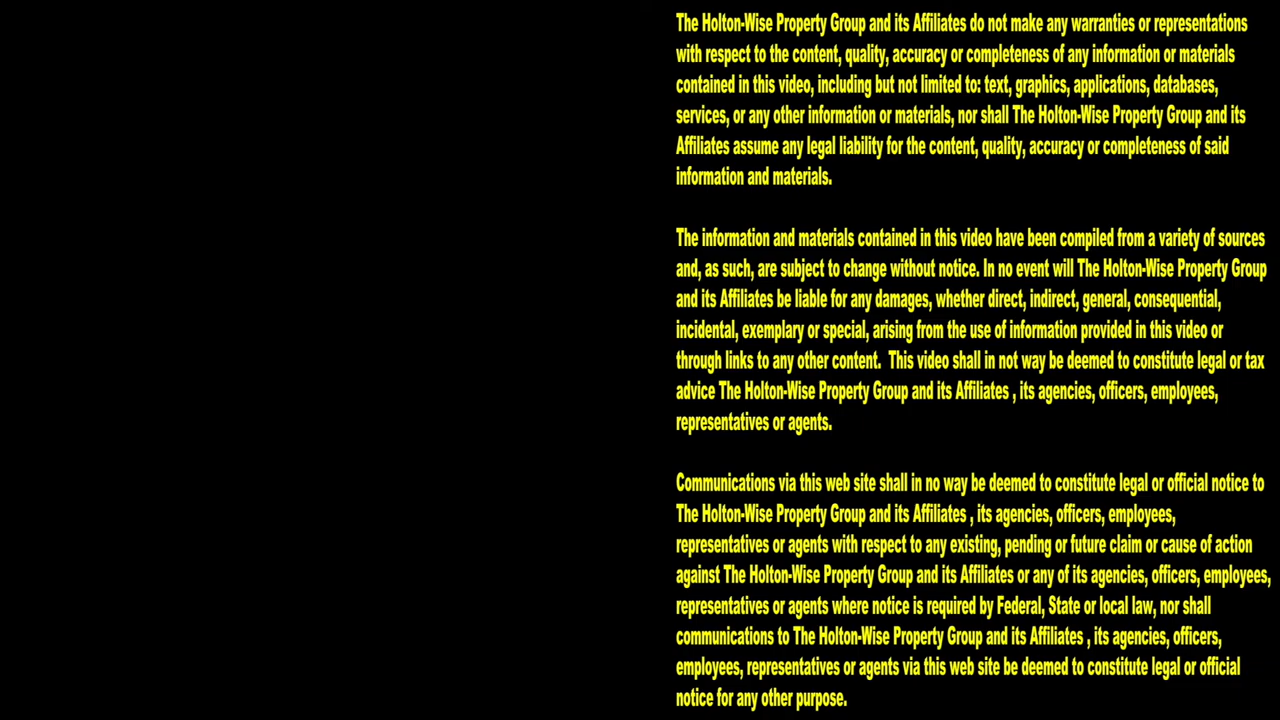 The Holton-Wise Property Group and its Affiliates do not make any warranties or representations
with respect to the content, quality, accuracy or completeness of any information or materials
contained in this video, including but not limited to: text, graphics, applications, databases,
services, or any other information or materials, nor shall The Holton-Wise Property Group and its
Affiliates assume any legal liability for the content, quality, accuracy or completeness of said
information and materials.
The information and materials contained in this video have been compiled from a variety of sources
and, as such, are subject to change without notice. In no event will The Holton-Wise Property Group
and its Affiliates be liable for any damages, whether direct, indirect, general, consequential,
incidental, exemplary or special, arising from the use of information provided in this video or
through links to any other content.  This video shall in not way be deemed to constitute legal or tax
advice The Holton-Wise Property Group and its Affiliates , its agencies, officers, employees,
representatives or agents.
Communications via this web site shall in no way be deemed to constitute legal or official notice to
The Holton-Wise Property Group and its Affiliates , its agencies, officers, employees,
representatives or agents with respect to any existing, pending or future claim or cause of action
against The Holton-Wise Property Group and its Affiliates or any of its agencies, officers, employees,
representatives or agents where notice is required by Federal, State or local law, nor shall
communications to The Holton-Wise Property Group and its Affiliates , its agencies, officers,
employees, representatives or agents via this web site be deemed to constitute legal or official
notice for any other purpose.